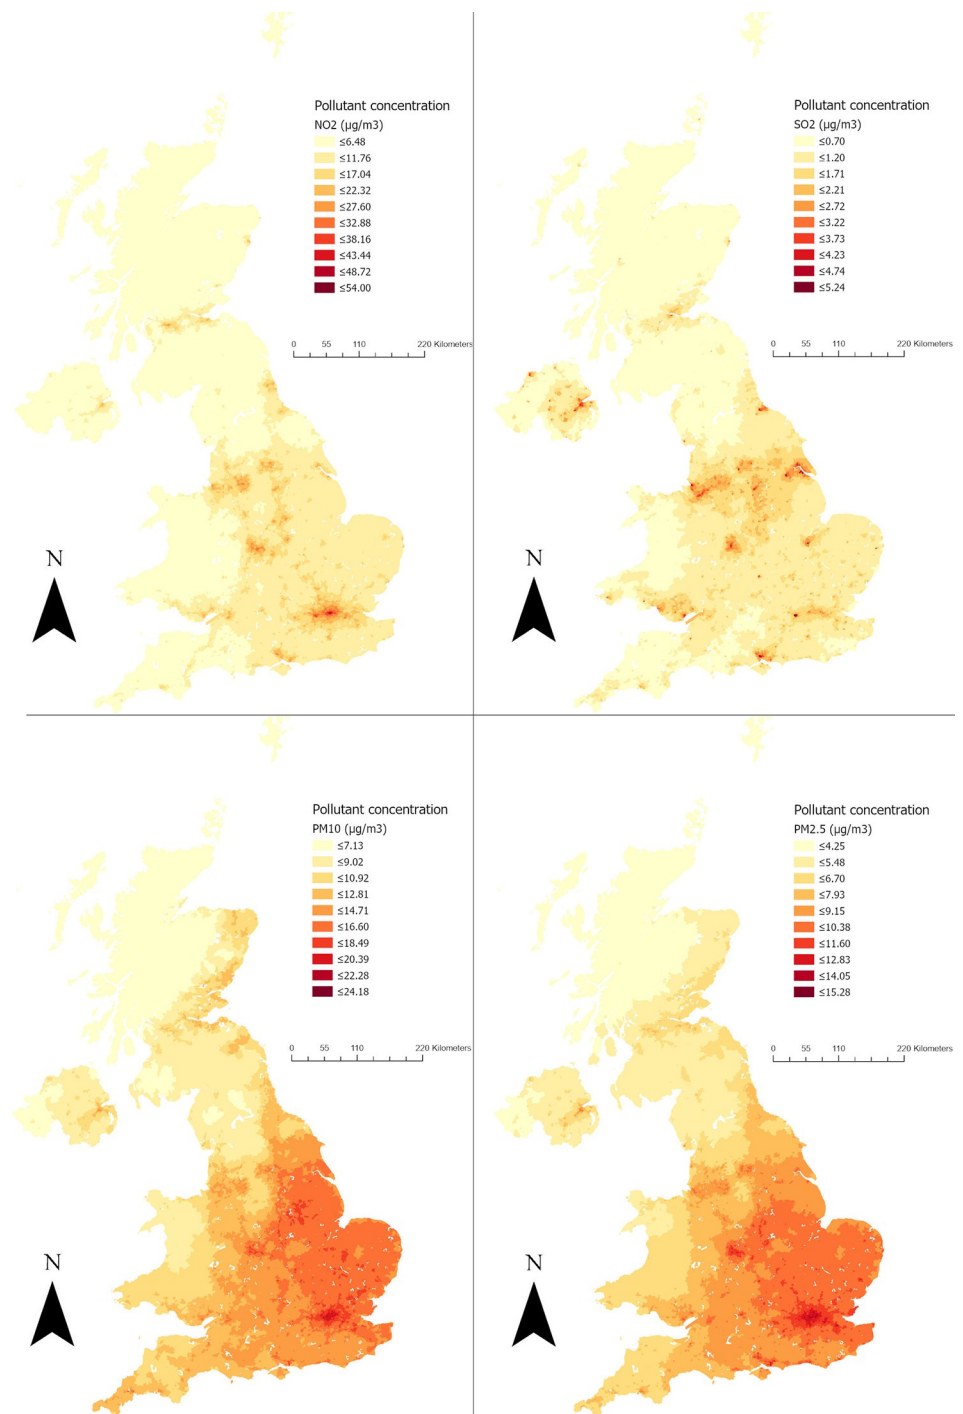 Pollutant concentration
NO2 (µg/m3)
≤6.48
≤11.76
≤17.04
≤22.32
≤27.60
≤32.88
≤38.16
≤43.44
≤48.72
≤54.00
0 55 110 220 Kilometers
N
Pollutant concentration
SO2 (µg/m3)
≤0.70
≤1.20
≤1.71
≤2.21
≤2.72
≤3.22
≤3.73
≤4.23
≤4.74
≤5.24
0 55 110 220 Kilometers
N
Pollutant concentration
PM10 (µg/m3)
≤7.13
≤9.02
≤10.92
≤12.81
≤14.71
≤16.60
≤18.49
≤20.39
≤22.28
≤24.18
0 55 110 220 Kilometers
N
Pollutant concentration
PM2.5 (µg/m3)
≤4.25
≤5.48
≤6.70
≤7.93
≤9.15
≤10.38
≤11.60
≤12.83
≤14.05
≤15.28
0 55 110 220 Kilometers
N